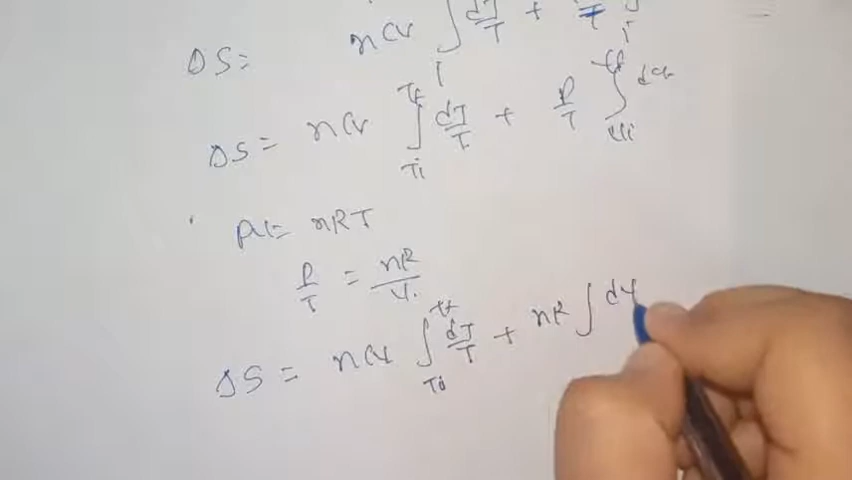 ΔS = nCv ∫ dT/T +
ΔS = nCv ∫ Ti Tf dT/T + P/T ∫ Vi Vf dV
PV = nRT
P/T = nR/V.
ΔS = nCv ∫ Ti Tf dT/T + nR ∫ dV